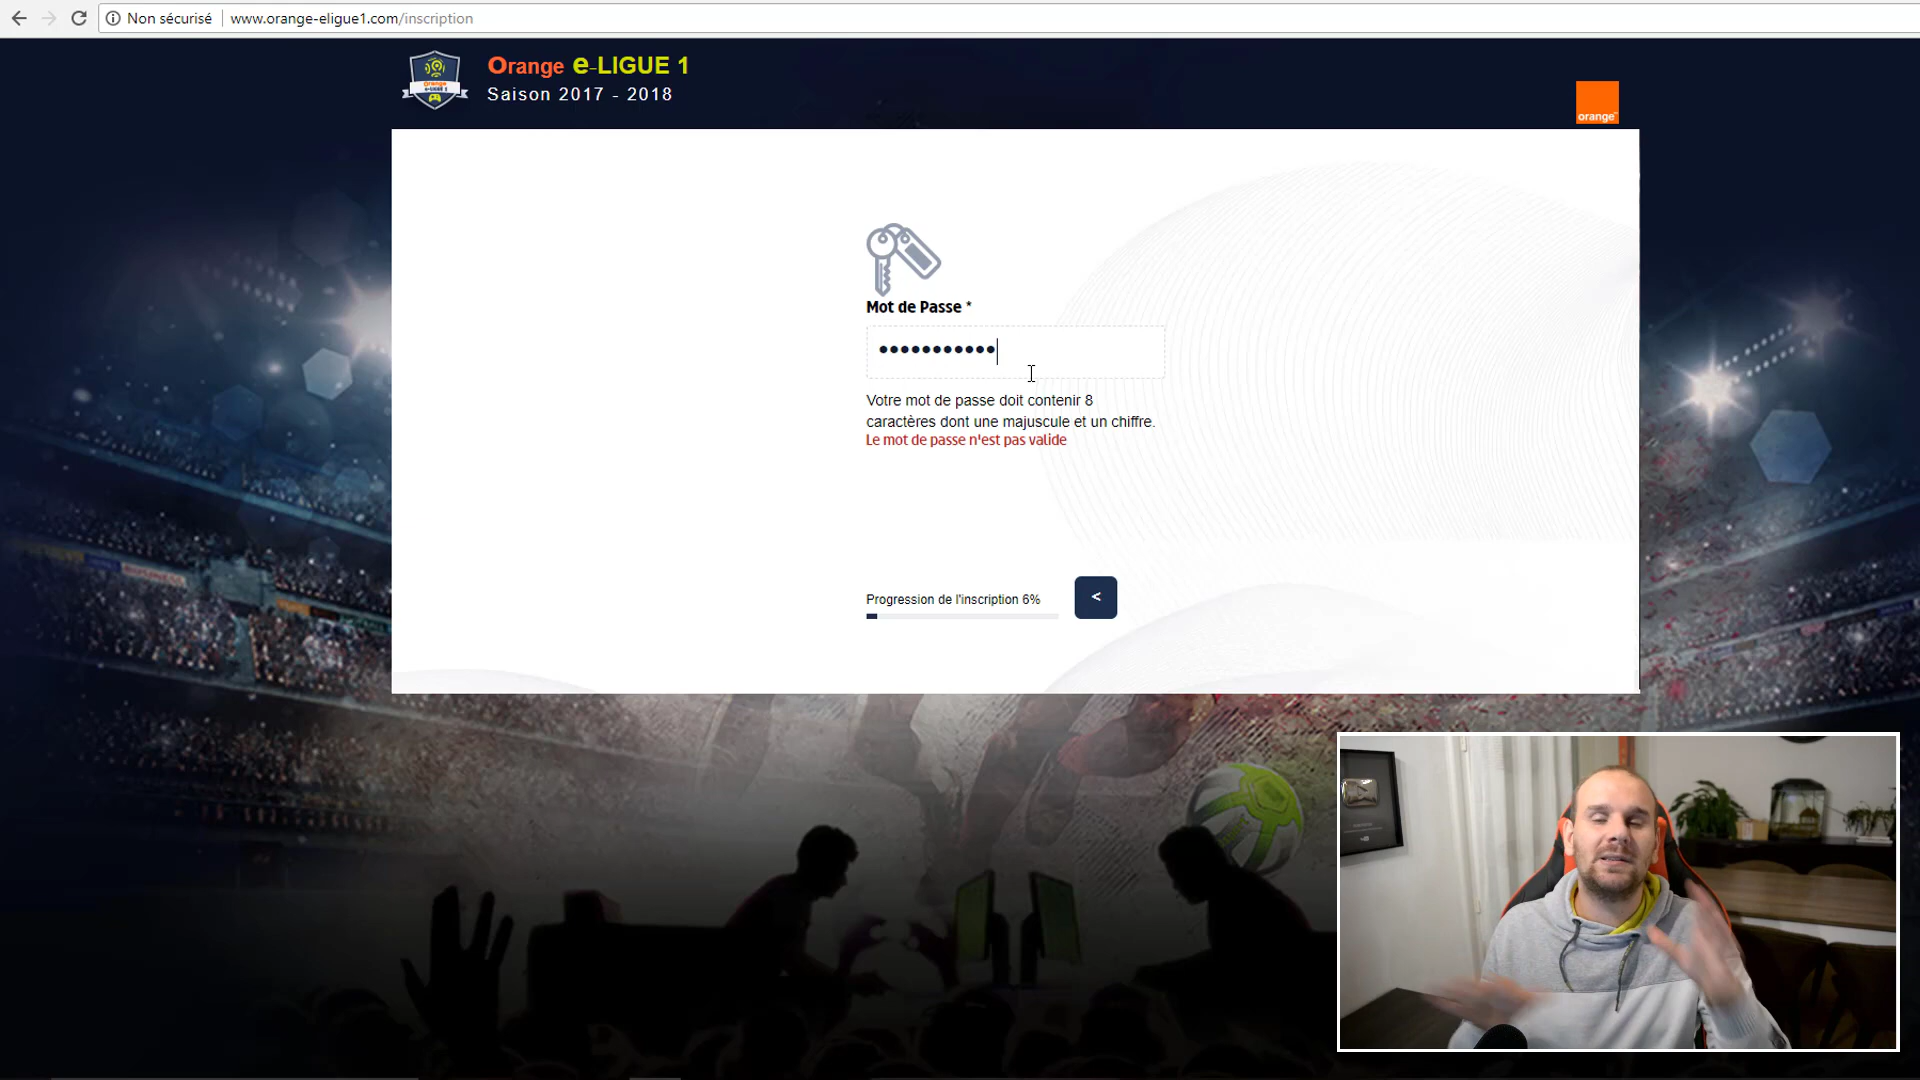 Non sécurisé
www.orange-eligue1.com/inscription
Orange e-LIGUE 1
Saison 2017 - 2018
orange
Mot de Passe *
•••••••••••
Votre mot de passe doit contenir 8
caractères dont une majuscule et un chiffre.
Le mot de passe n'est pas valide
Progression de l'inscription 6%
<